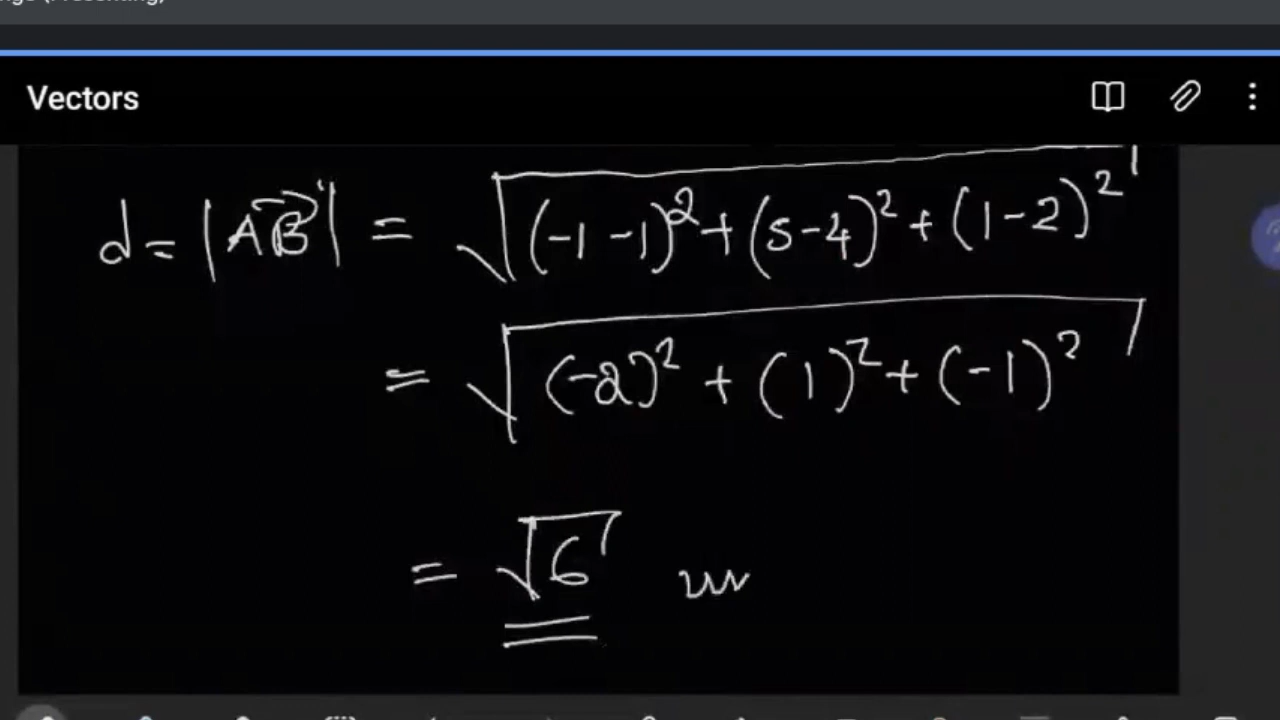 Vectors
d = |AB⃗| = √((-1-1)² + (5-4)² + (1-2)²)
= √((-2)² + (1)² + (-1)²)
= √6